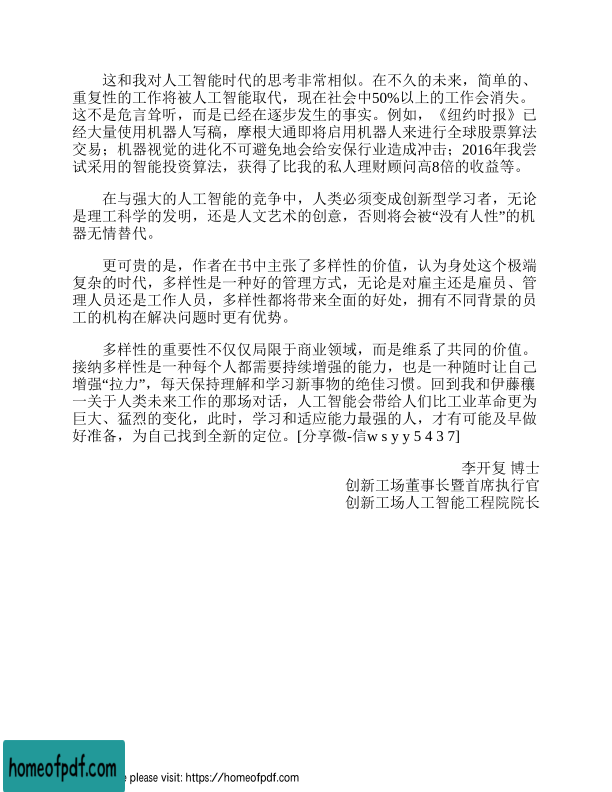 这和我对人工智能时代的思考非常相似。在不久的未来，简单的、
重复性的工作将被人工智能取代，现在社会中50%以上的工作会消失。
这不是危言耸听，而是已经在逐步发生的事实。例如，《纽约时报》已
经大量使用机器人写稿，摩根大通即将启用机器人来进行全球股票算法
交易；机器视觉的进化不可避免地会给安保行业造成冲击；2016年我尝
试采用的智能投资算法，获得了比我的私人理财顾问高8倍的收益等。
在与强大的人工智能的竞争中，人类必须变成创新型学习者，无论
是理工科学的发明，还是人文艺术的创意，否则将会被“没有人性”的机
器无情替代。
更可贵的是，作者在书中主张了多样性的价值，认为身处这个极端
复杂的时代，多样性是一种好的管理方式，无论是对雇主还是雇员、管
理人员还是工作人员，多样性都将带来全面的好处，拥有不同背景的员
工的机构在解决问题时更有优势。
多样性的重要性不仅仅局限于商业领域，而是维系了共同的价值。
接纳多样性是一种每个人都需要持续增强的能力，也是一种随时让自己
增强“拉力”，每天保持理解和学习新事物的绝佳习惯。回到我和伊藤穰
一关于人类未来工作的那场对话，人工智能会带给人们比工业革命更为
巨大、猛烈的变化，此时，学习和适应能力最强的人，才有可能及早做
好准备，为自己找到全新的定位。[分享微-信w s y y 5 4 3 7]
李开复 博士
创新工场董事长暨首席执行官
创新工场人工智能工程院院长
homeofpdf.com
e please visit: https://homeofpdf.com